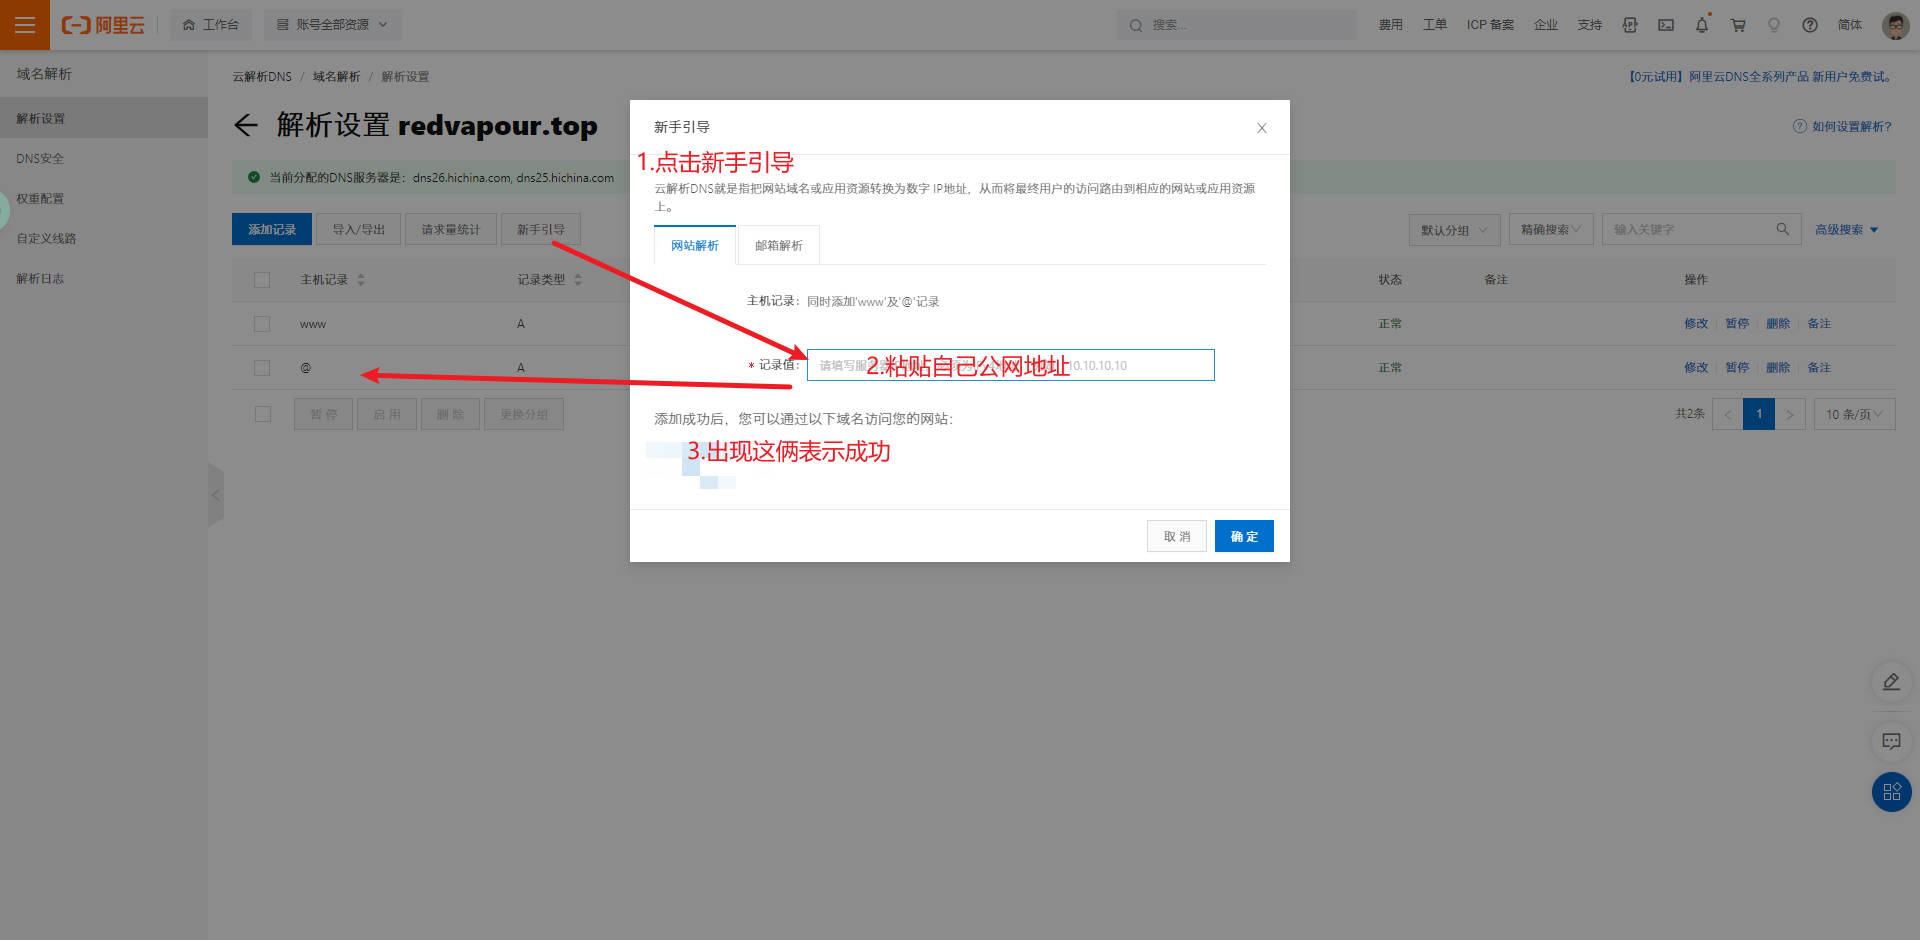 阿里云
工作台
账号全部资源
搜索...
费用
工单
ICP 备案
企业
支持
简体
域名解析
解析设置
DNS安全
权重配置
自定义线路
解析日志
云解析DNS / 域名解析 / 解析设置
【0元试用】阿里云DNS全系列产品 新用户免费试。
解析设置 redvapour.top
如何设置解析?
当前分配的DNS服务器是: dns26.hichina.com, dns25.hichina.com
添加记录
导入/导出
请求量统计
新手引导
默认分组
精确搜索
输入关键字
高级搜索
主机记录
记录类型
状态
备注
操作
www
A
正常
修改 暂停 删除 备注
@
A
正常
修改 暂停 删除 备注
暂 停
启 用
删 除
更换分组
共2条
1
10 条/页
新手引导
1.点击新手引导
云解析DNS就是指把网站域名或应用资源转换为数字 IP地址，从而将最终用户的访问路由到相应的网站或应用资源
上。
网站解析
邮箱解析
主机记录: 同时添加'www'及'@'记录
* 记录值:
请填写服务
10.10.10.10
2.粘贴自己公网地址
添加成功后，您可以通过以下域名访问您的网站:
3.出现这俩表示成功
取 消
确 定